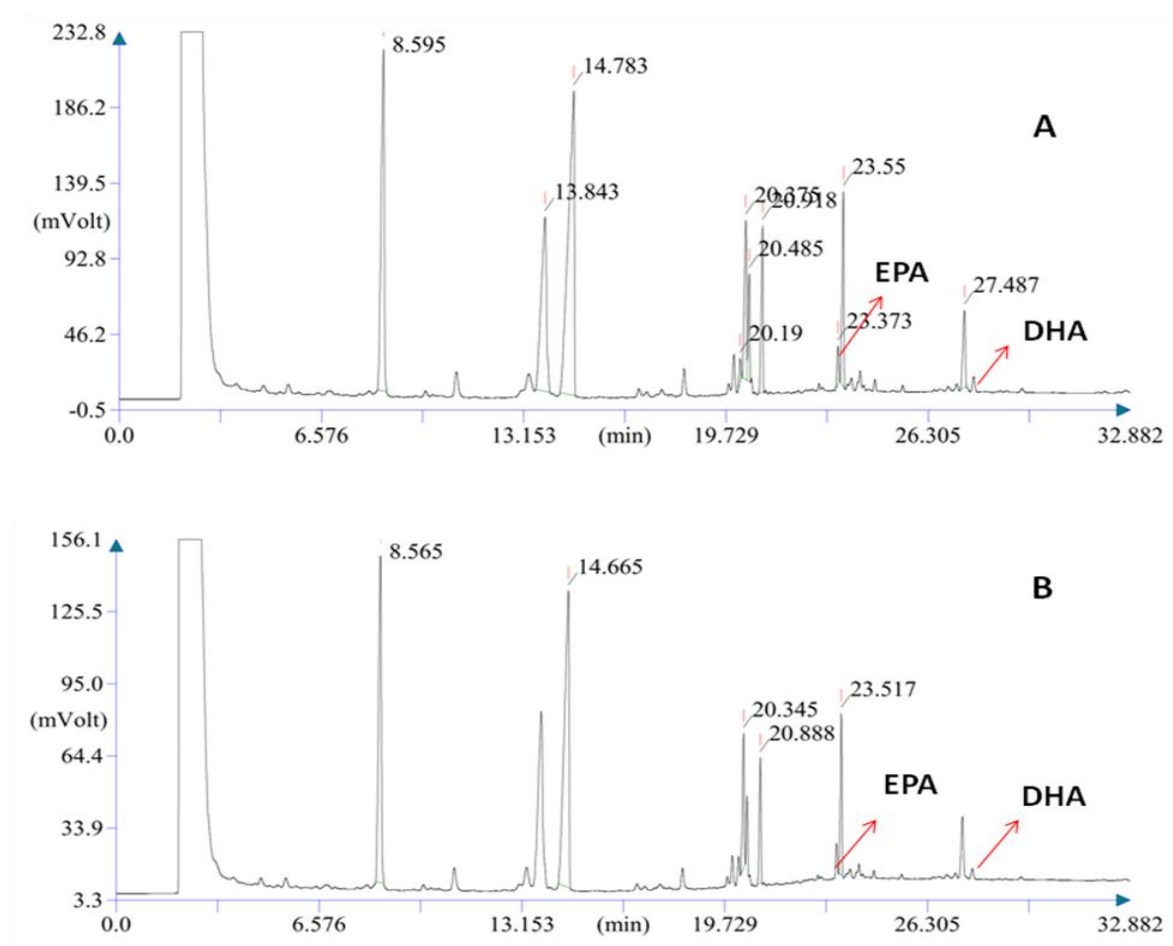 232.8
8.595
14.783
186.2
A
139.5
23.55
13.843
20.375
20.918
(mVolt)
92.8
20.485
EPA
27.487
46.2
20.19
23.373
DHA
-0.5
0.0 6.576 13.153 (min) 19.729 26.305 32.882
156.1
8.565
14.665
125.5
B
95.0
23.517
(mVolt)
20.345
20.888
64.4
EPA
DHA
33.9
3.3
0.0 6.576 13.153 (min) 19.729 26.305 32.882